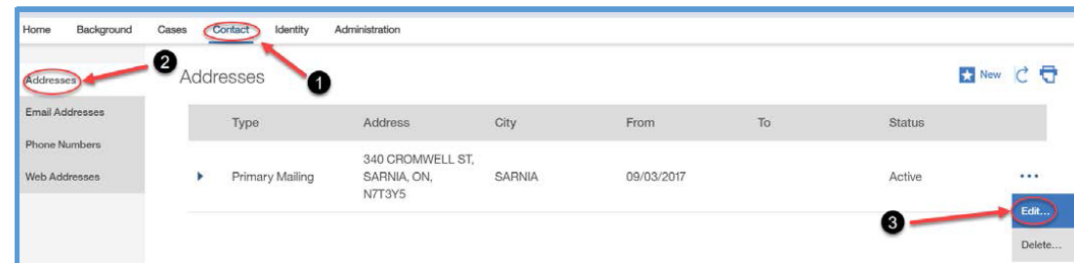 Home Background Cases Contact Identity Administration
1
2
Addresses
Addresses
New
Email Addresses
Phone Numbers
Web Addresses
Type Address City From To Status
Primary Mailing 340 CROMWELL ST, SARNIA, ON, N7T3Y5 SARNIA 09/03/2017 Active
...
3
Edit...
Delete...